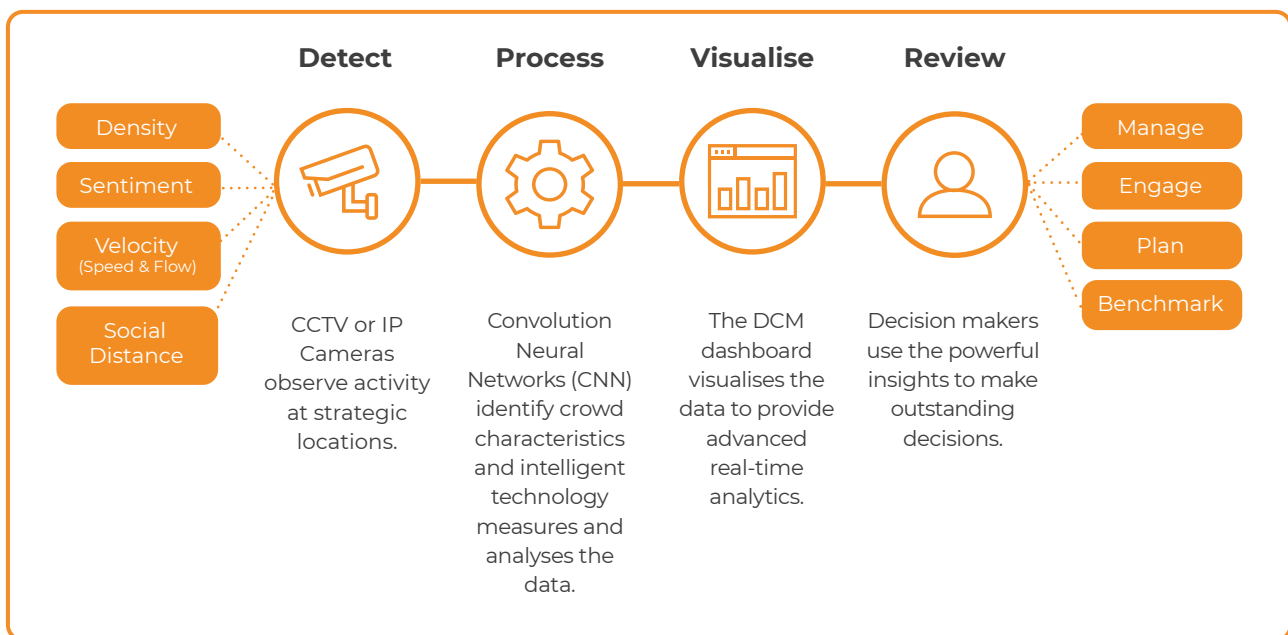 Detect
Process
Visualise
Review
Density
Sentiment
Velocity
(Speed & Flow)
Social
Distance
CCTV or IP
Cameras
observe activity
at strategic
locations.
Convolution
Neural
Networks (CNN)
identify crowd
characteristics
and intelligent
technology
measures and
analyses the
data.
The DCM
dashboard
visualises the
data to provide
advanced
real-time
analytics.
Decision makers
use the powerful
insights to make
outstanding
decisions.
Manage
Engage
Plan
Benchmark